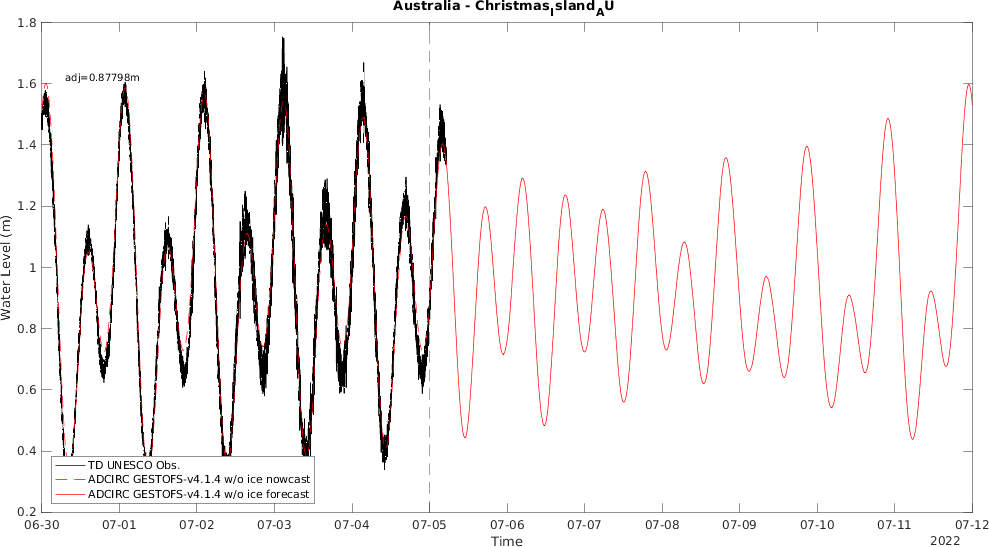 Australia - Christmas_Island_AU
1.8
adj=0.87798m
1.6
1.4
1.2
1
0.8
0.6
0.4
0.2
Water Level (m)
TD UNESCO Obs.
ADCIRC GESTOFS-v4.1.4 w/o ice nowcast
ADCIRC GESTOFS-v4.1.4 w/o ice forecast
06-30 07-01 07-02 07-03 07-04 07-05 07-06 07-07 07-08 07-09 07-10 07-11 07-12
Time
2022